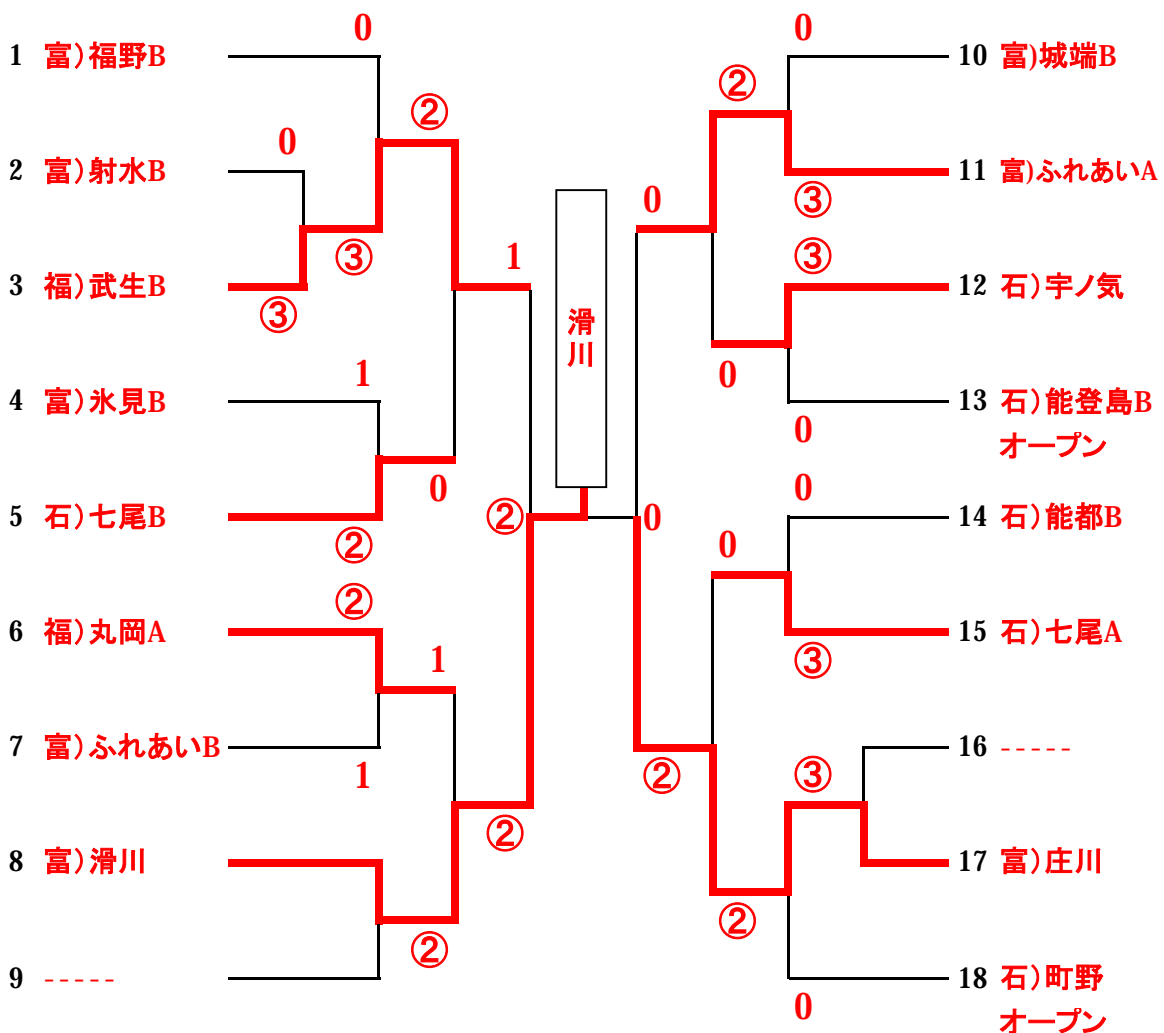 0
1 富）福野B
②
0
2 富）射水B
③
3 福）武生B
③
1
1
4 富）氷見B
0
5 石）七尾B
②
②
②
6 福）丸岡A
1
7 富）ふれあいB
1
②
8 富）滑川
②
9 -----
滑川
0
10 富)城端B
②
11 富)ふれあいA
③
0
③
12 石）宇ノ気
0
13 石）能登島B
オープン
0
0
14 石）能都B
0
0
15 石）七尾A
③
16 -----
③
②
17 富）庄川
②
18 石）町野
オープン
0